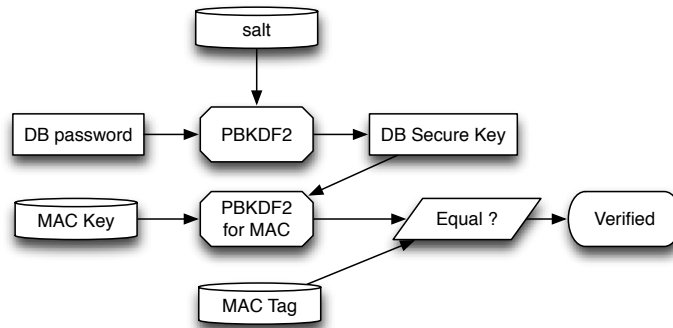 salt
DB password
PBKDF2
DB Secure Key
MAC Key
PBKDF2
for MAC
Equal ?
Verified
MAC Tag